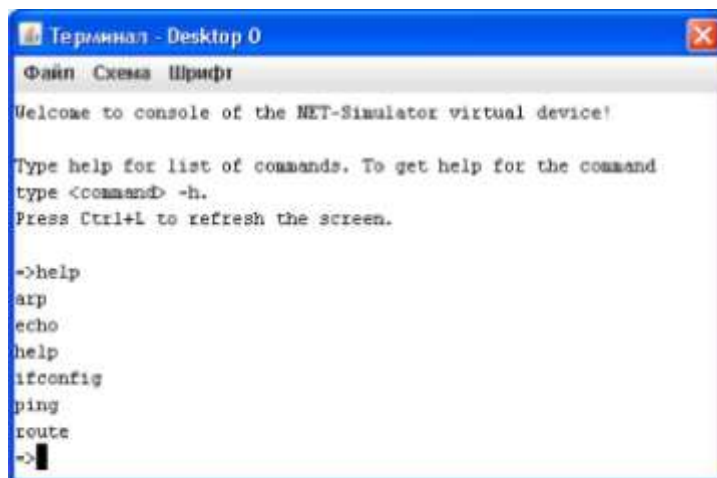 Терминал - Desktop 0
Файл Схема Шрифт
Welcome to console of the NET-Simulator virtual device!
Type help for list of commands. To get help for the command
type <command> -h.
Press Ctrl+L to refresh the screen.
=>help
arp
echo
help
ifconfig
ping
route
=>